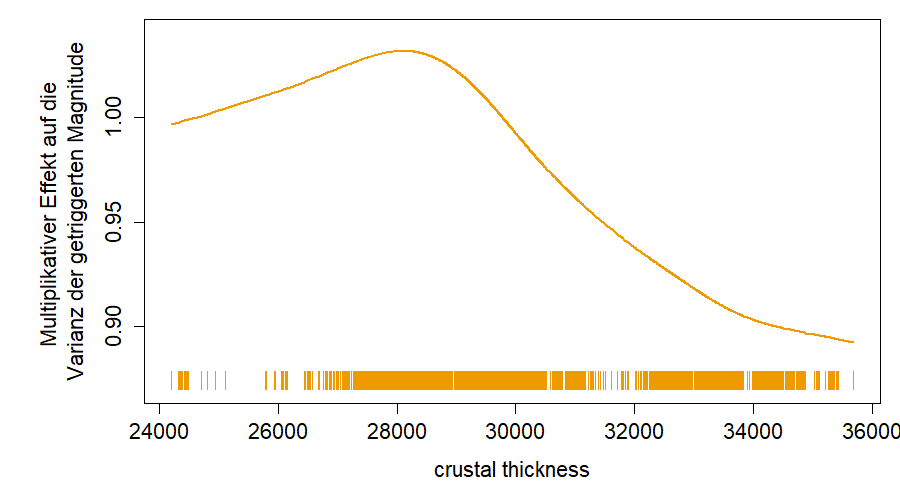 Multiplikativer Effekt auf die
Varianz der getriggerten Magnitude
1.00
0.95
0.90
24000 26000 28000 30000 32000 34000 36000
crustal thickness